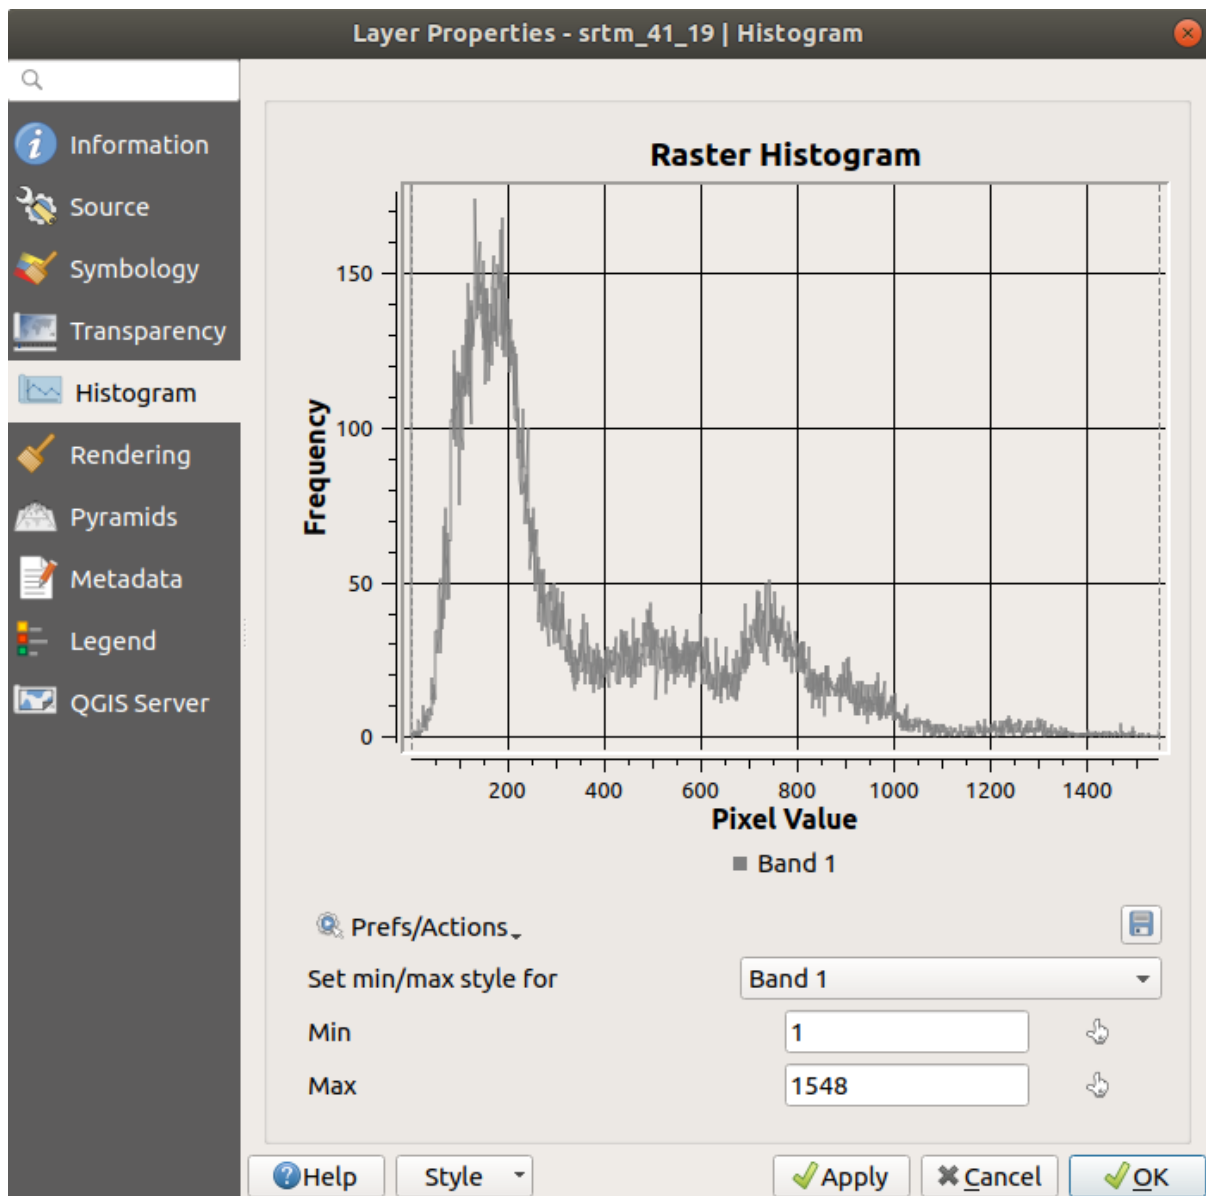 Layer Properties - srtm_41_19 | Histogram
Information
Source
Symbology
Transparency
Histogram
Rendering
Pyramids
Metadata
Legend
QGIS Server
Raster Histogram
Frequency
150
100
50
0
200 400 600 800 1000 1200 1400
Pixel Value
Band 1
Prefs/Actions
Set min/max style for Band 1
Min 1
Max 1548
Help Style Apply Cancel OK